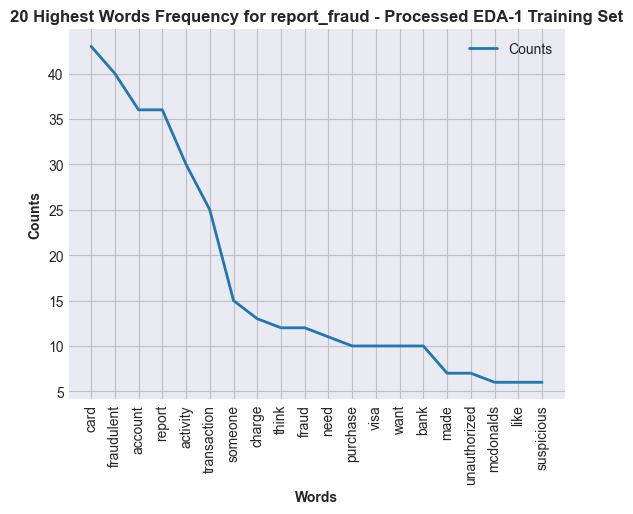 20 Highest Words Frequency for report_fraud - Processed EDA-1 Training Set
Counts
Counts
40
35
30
25
20
15
10
5
card
fraudulent
account
report
activity
transaction
someone
charge
think
fraud
need
purchase
visa
want
bank
made
unauthorized
mcdonalds
like
suspicious
Words